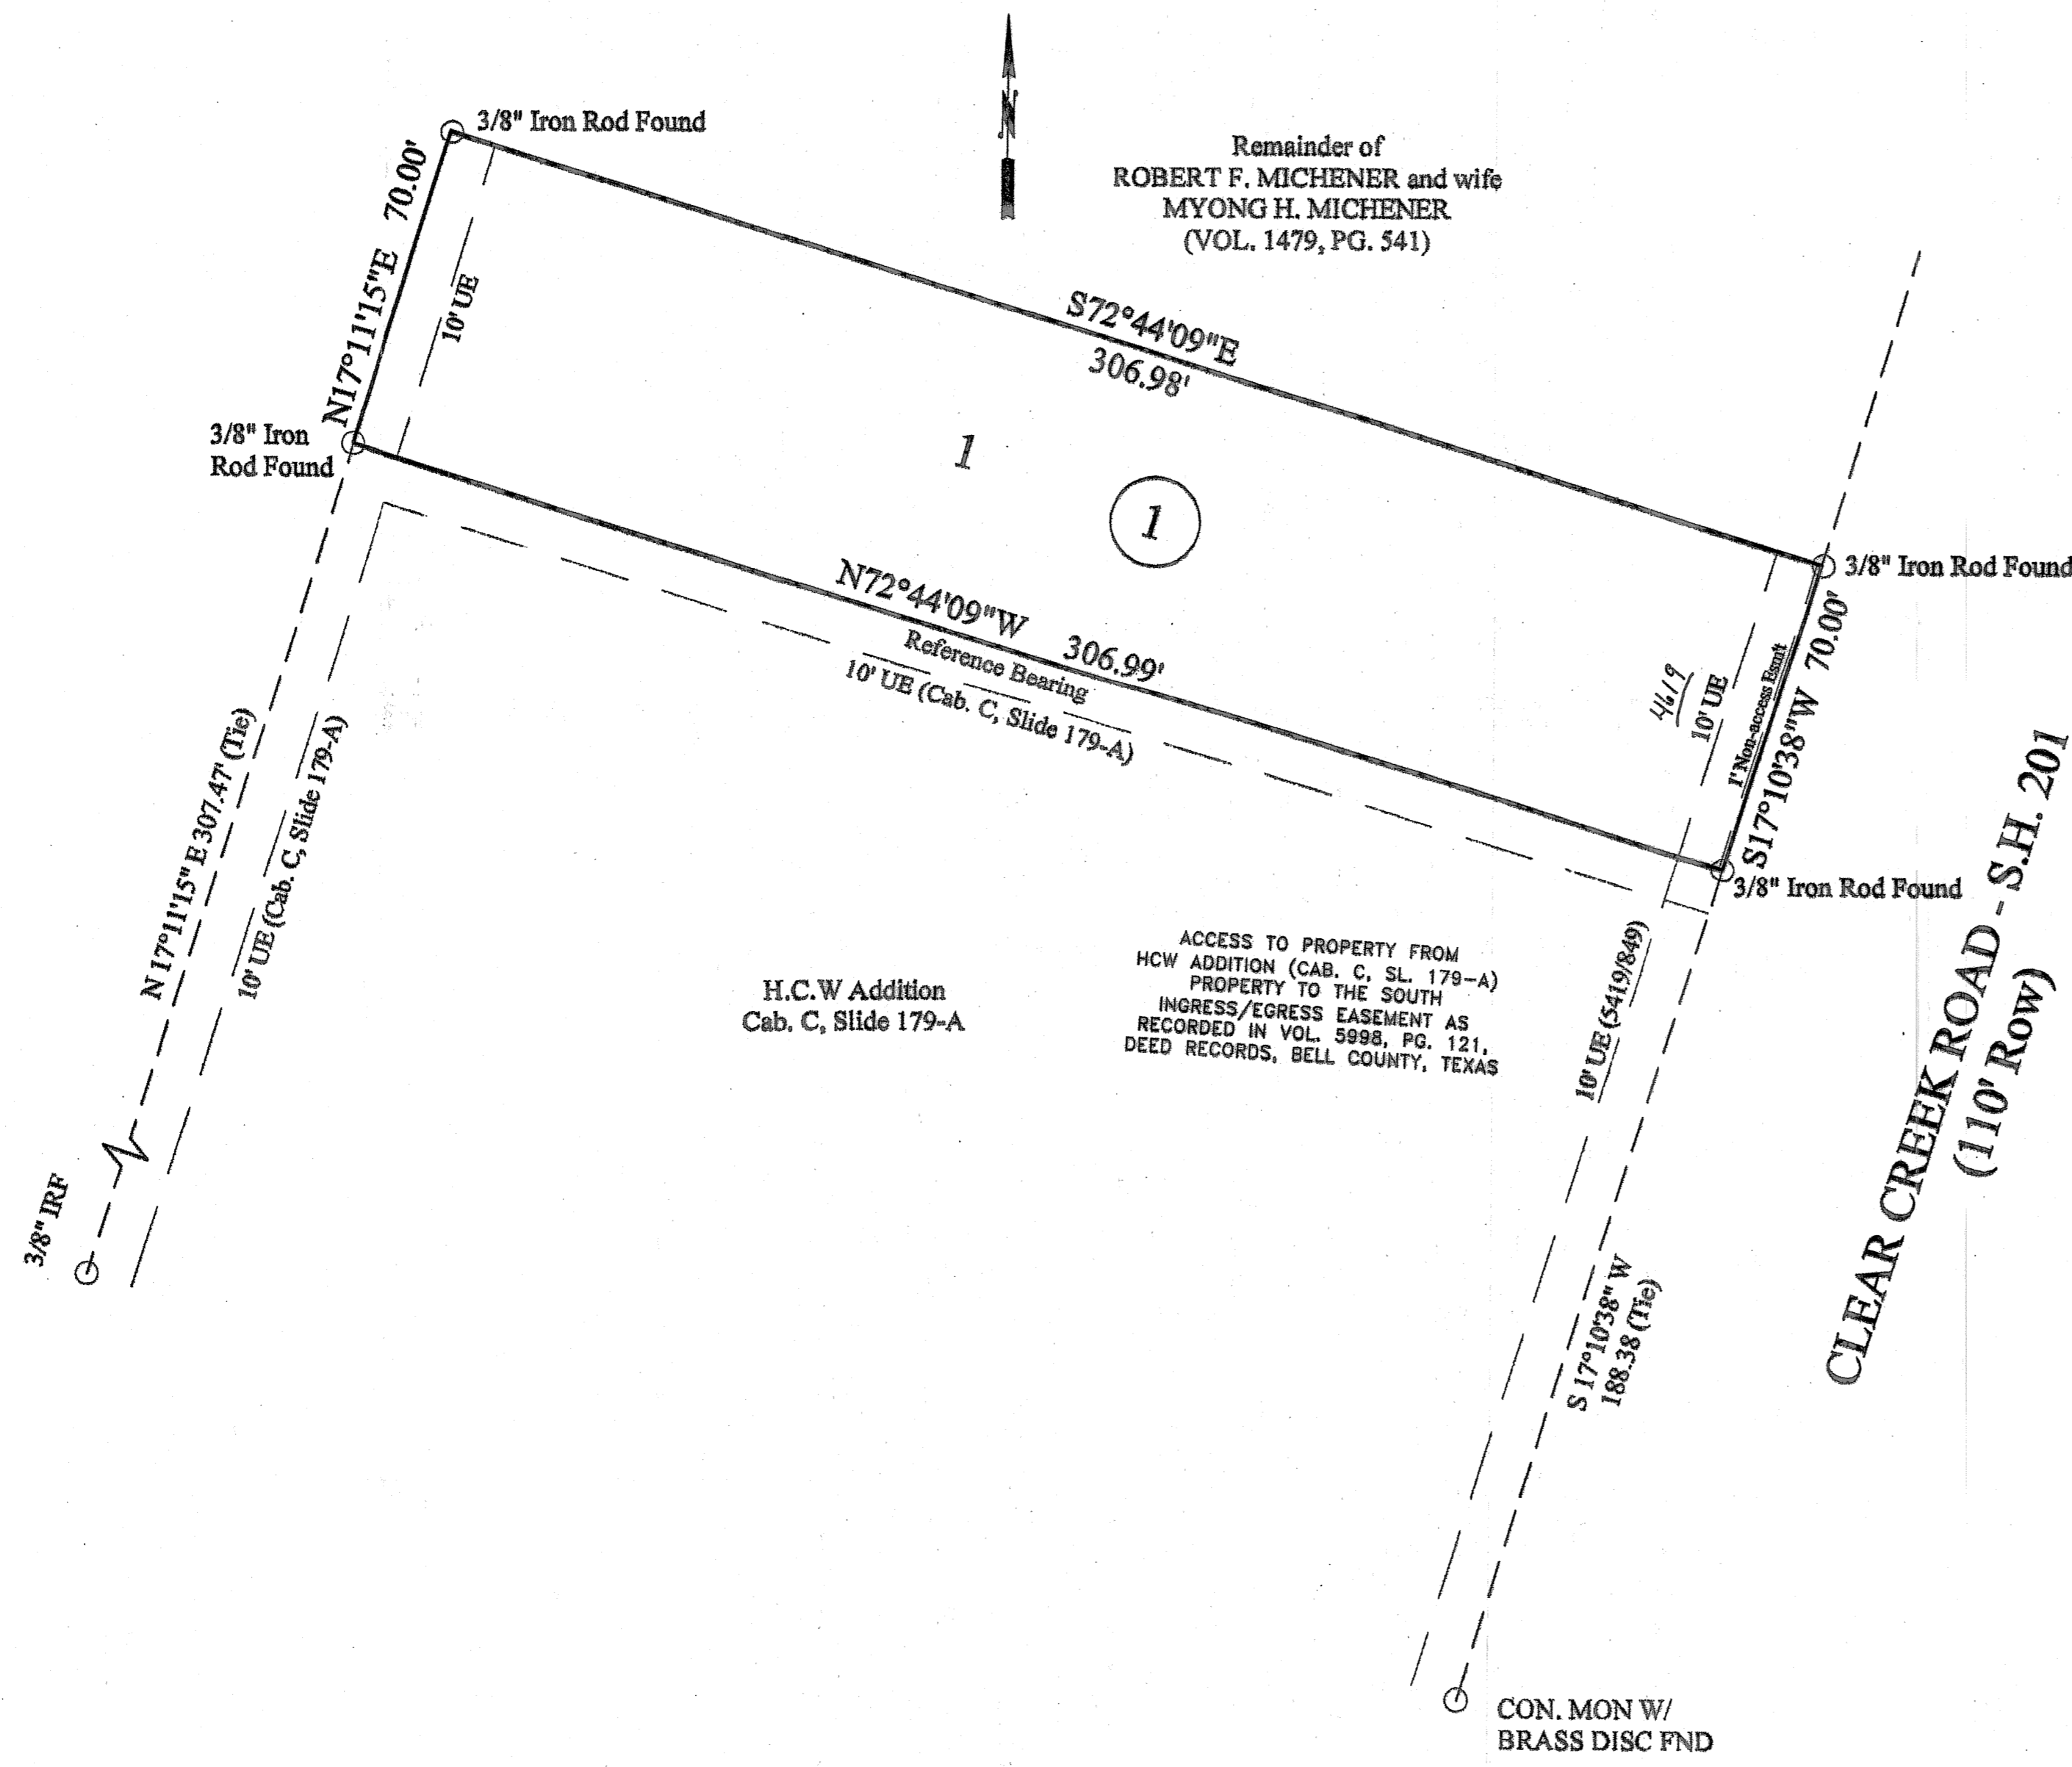 N
3/8" Iron Rod Found
Remainder of
ROBERT F. MICHENER and wife
MYONG H. MICHENER
(VOL. 1479, PG. 541)
N17°11'15"E 70.00'
10' UE
S72°44'09"E
306.98'
3/8" Iron
Rod Found
1
1
3/8" Iron Rod Found
N72°44'09"W 306.99'
Reference Bearing
10' UE (Cab. C, Slide 179-A)
4619
10' UE
1' Non-access Esmt
S17°10'38"W 70.00'
3/8" Iron Rod Found
N 17°11'15" E 307.47' (Tie)
10' UE (Cab. C, Slide 179-A)
H.C.W Addition
Cab. C, Slide 179-A
ACCESS TO PROPERTY FROM
HCW ADDITION (CAB. C, SL. 179-A)
PROPERTY TO THE SOUTH
INGRESS/EGRESS EASEMENT AS
RECORDED IN VOL. 5998, PG. 121,
DEED RECORDS, BELL COUNTY, TEXAS
10' UE (5419/849)
CLEAR CREEK ROAD - S.H. 201
(110' Row)
3/8" IRF
S 17°10'38" W
188.38 (Tie)
CON. MON W/
BRASS DISC FND